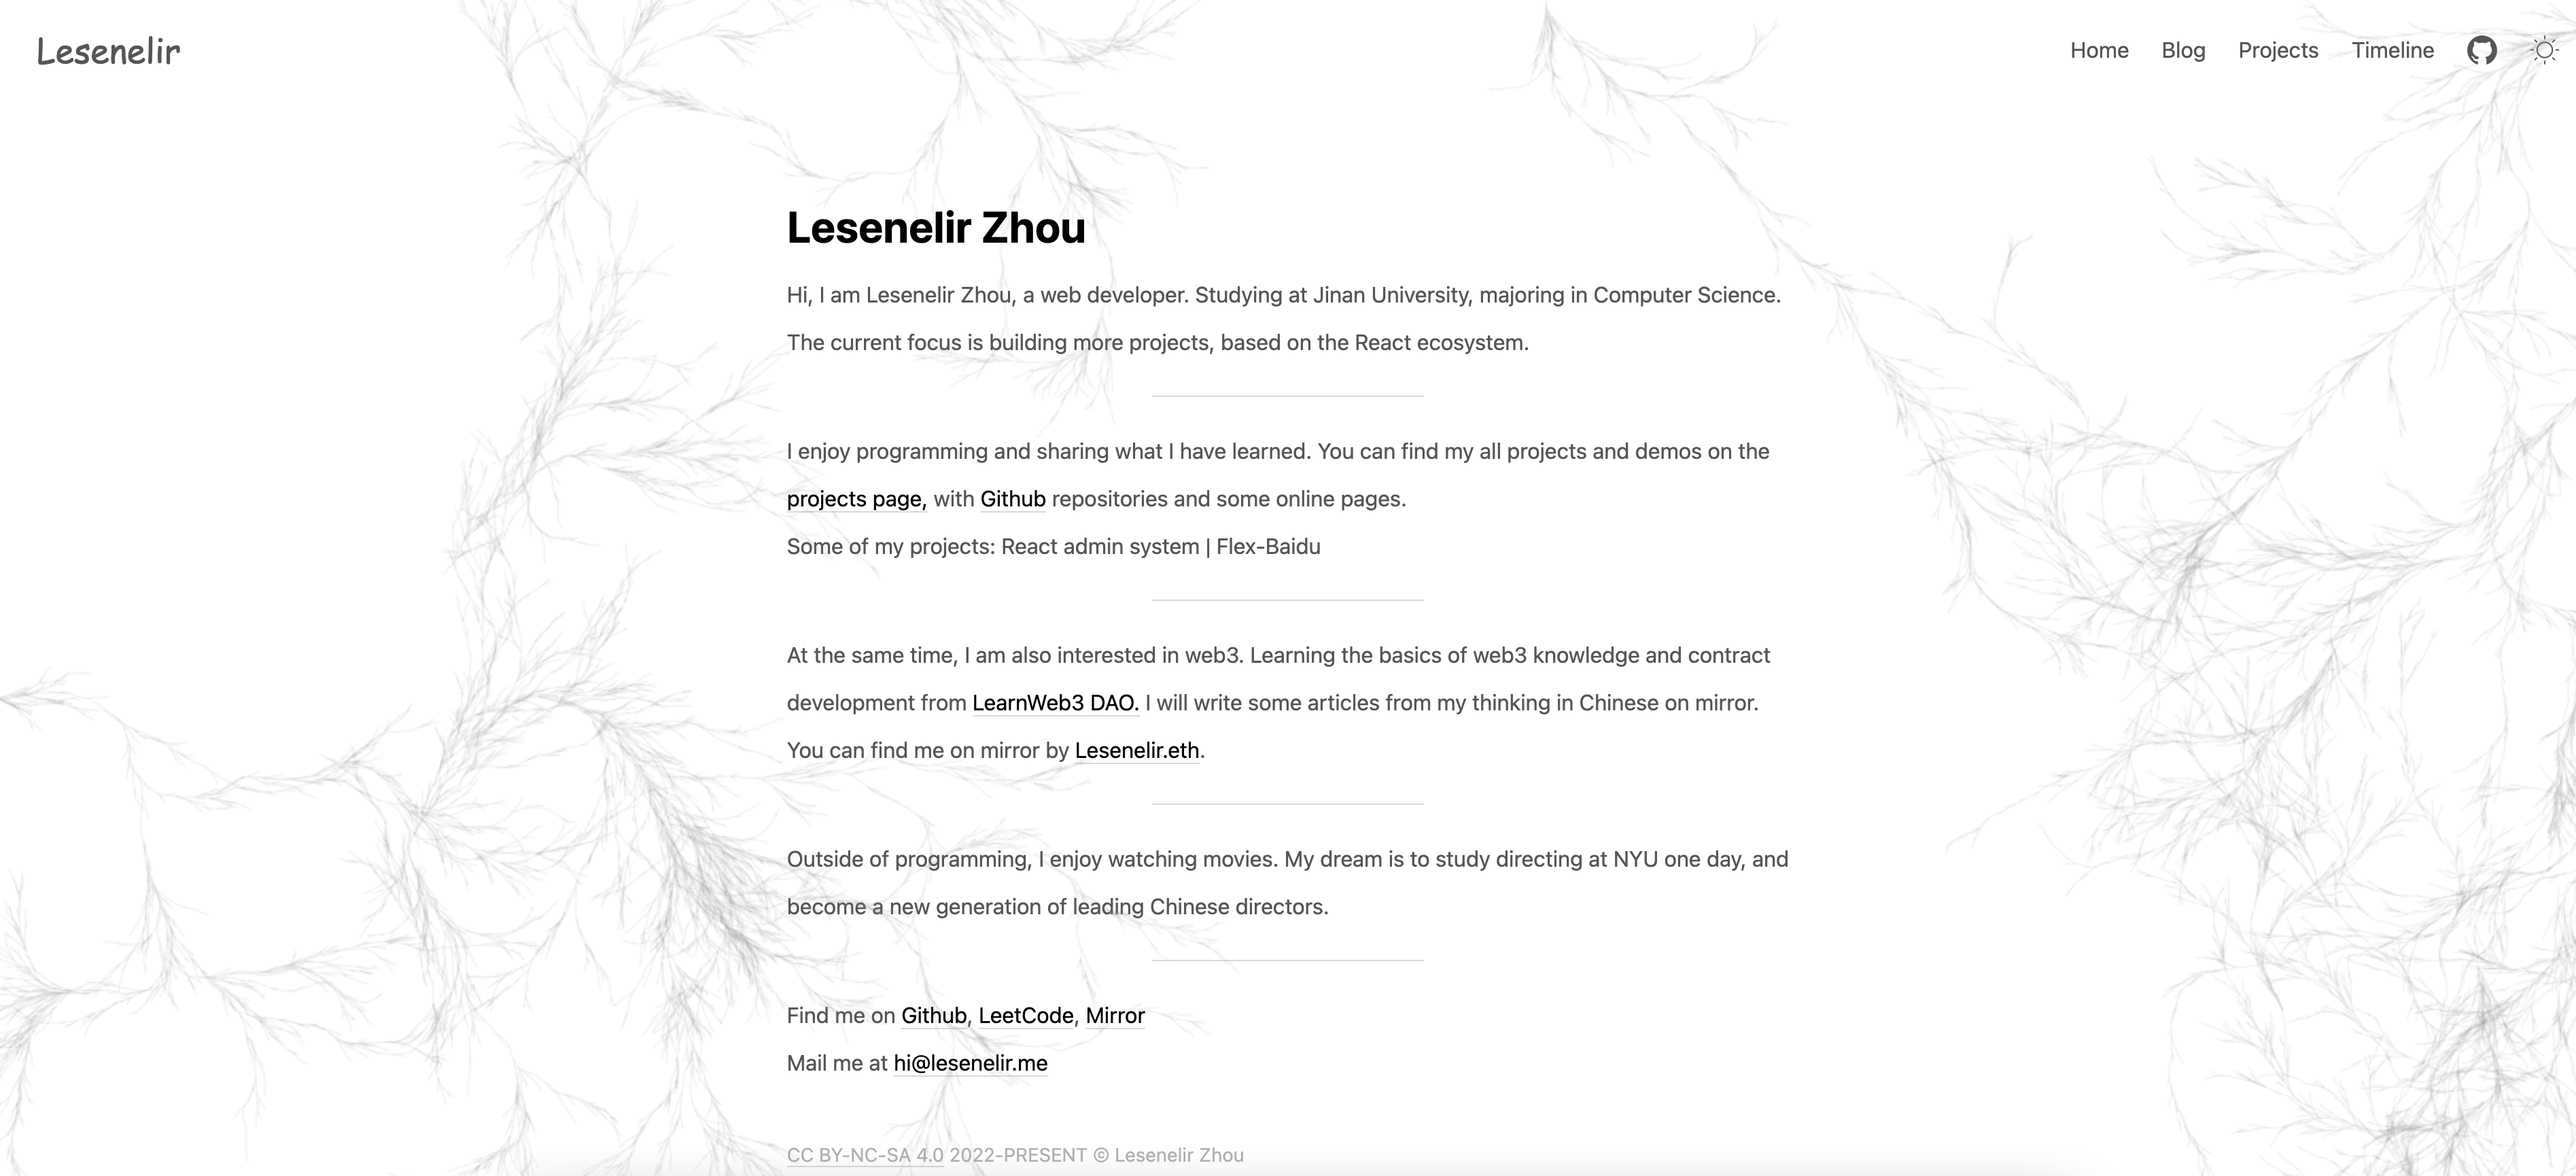 Lesenelir
Home Blog Projects Timeline
Lesenelir Zhou
Hi, I am Lesenelir Zhou, a web developer. Studying at Jinan University, majoring in Computer Science.
The current focus is building more projects, based on the React ecosystem.
I enjoy programming and sharing what I have learned. You can find my all projects and demos on the
projects page, with Github repositories and some online pages.
Some of my projects: React admin system | Flex-Baidu
At the same time, I am also interested in web3. Learning the basics of web3 knowledge and contract
development from LearnWeb3 DAO. I will write some articles from my thinking in Chinese on mirror.
You can find me on mirror by Lesenelir.eth.
Outside of programming, I enjoy watching movies. My dream is to study directing at NYU one day, and
become a new generation of leading Chinese directors.
Find me on Github, LeetCode, Mirror
Mail me at hi@lesenelir.me
CC BY-NC-SA 4.0 2022-PRESENT © Lesenelir Zhou